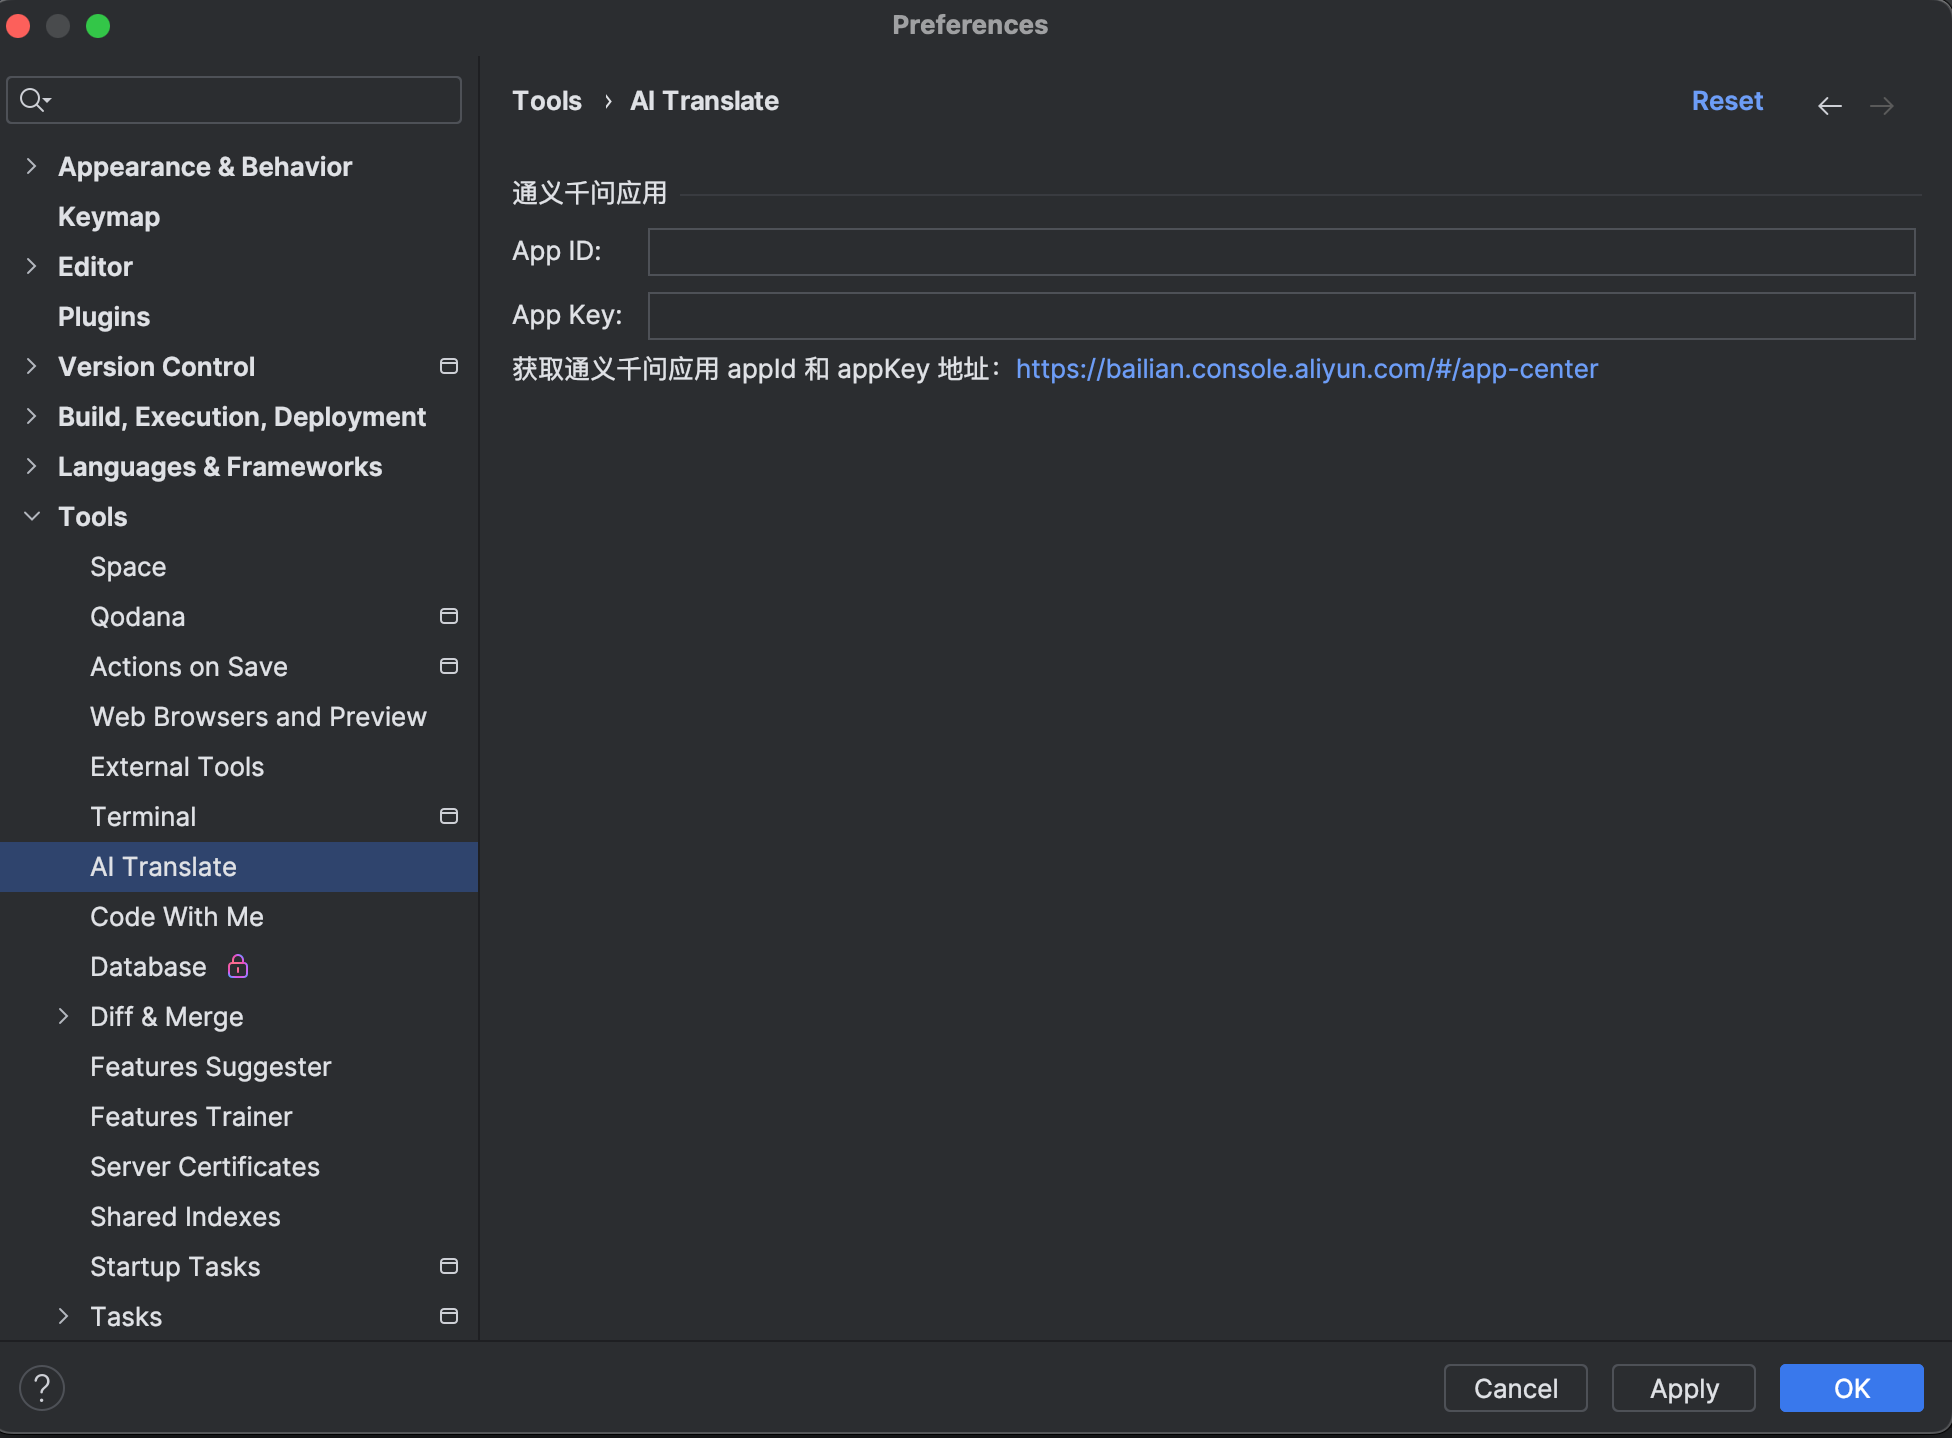 Preferences
Appearance & Behavior
Keymap
Editor
Plugins
Version Control
Build, Execution, Deployment
Languages & Frameworks
Tools
Space
Qodana
Actions on Save
Web Browsers and Preview
External Tools
Terminal
AI Translate
Code With Me
Database
Diff & Merge
Features Suggester
Features Trainer
Server Certificates
Shared Indexes
Startup Tasks
Tasks
Tools › AI Translate
Reset
通义千问应用
App ID:
App Key:
获取通义千问应用 appId 和 appKey 地址：https://bailian.console.aliyun.com/#/app-center
?
Cancel
Apply
OK